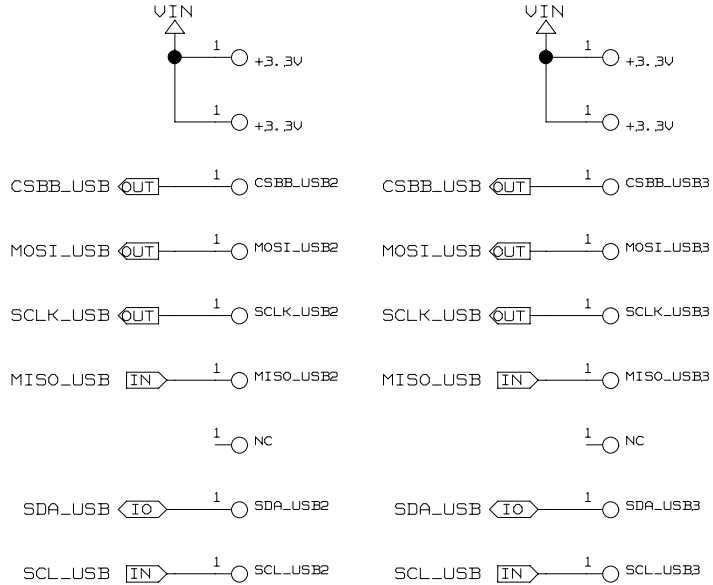 VIN VIN
1 +3.3V 1 +3.3V
1 +3.3V 1 +3.3V
CSBB_USB OUT 1 CSBB_USB2 CSBB_USB OUT 1 CSBB_USB3
MOSI_USB OUT 1 MOSI_USB2 MOSI_USB OUT 1 MOSI_USB3
SCLK_USB OUT 1 SCLK_USB2 SCLK_USB OUT 1 SCLK_USB3
MISO_USB IN 1 MISO_USB2 MISO_USB IN 1 MISO_USB3
1 NC 1 NC
SDA_USB IO 1 SDA_USB2 SDA_USB IO 1 SDA_USB3
SCL_USB IN 1 SCL_USB2 SCL_USB IN 1 SCL_USB3